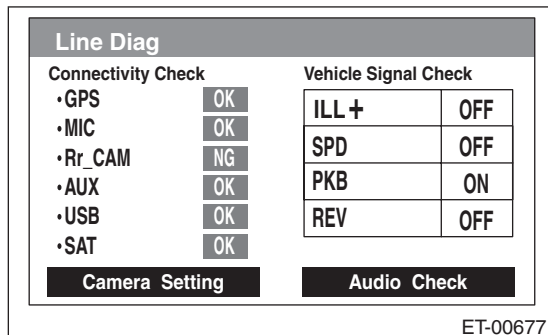 Line Diag
Connectivity Check
•GPS OK
•MIC OK
•Rr_CAM NG
•AUX OK
•USB OK
•SAT OK
Camera Setting
Vehicle Signal Check
ILL+ OFF
SPD OFF
PKB ON
REV OFF
Audio Check
ET-00677